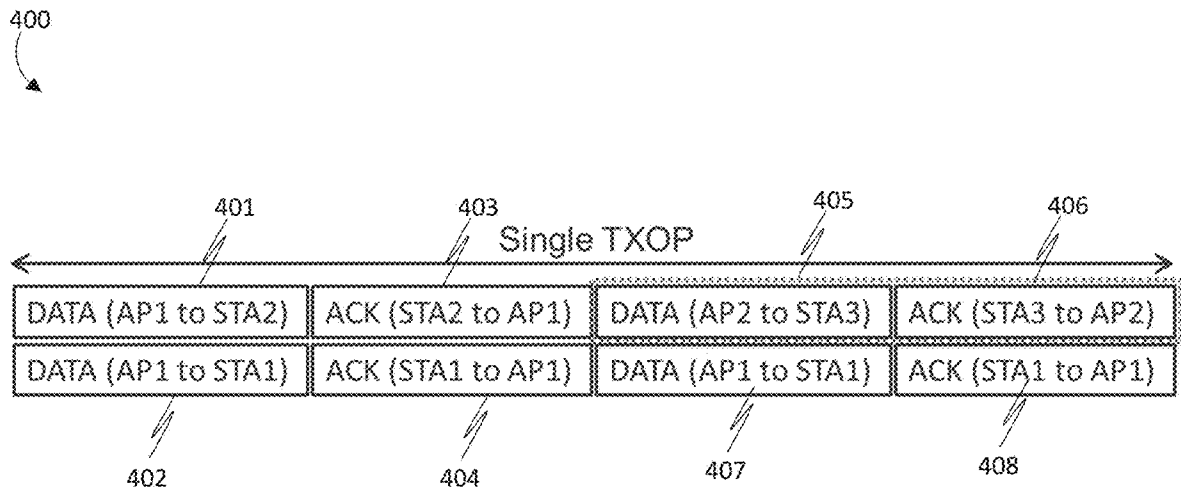 400
401 403 405 406
Single TXOP
DATA (AP1 to STA2) ACK (STA2 to AP1) DATA (AP2 to STA3) ACK (STA3 to AP2)
DATA (AP1 to STA1) ACK (STA1 to AP1) DATA (AP1 to STA1) ACK (STA1 to AP1)
402 404 407 408